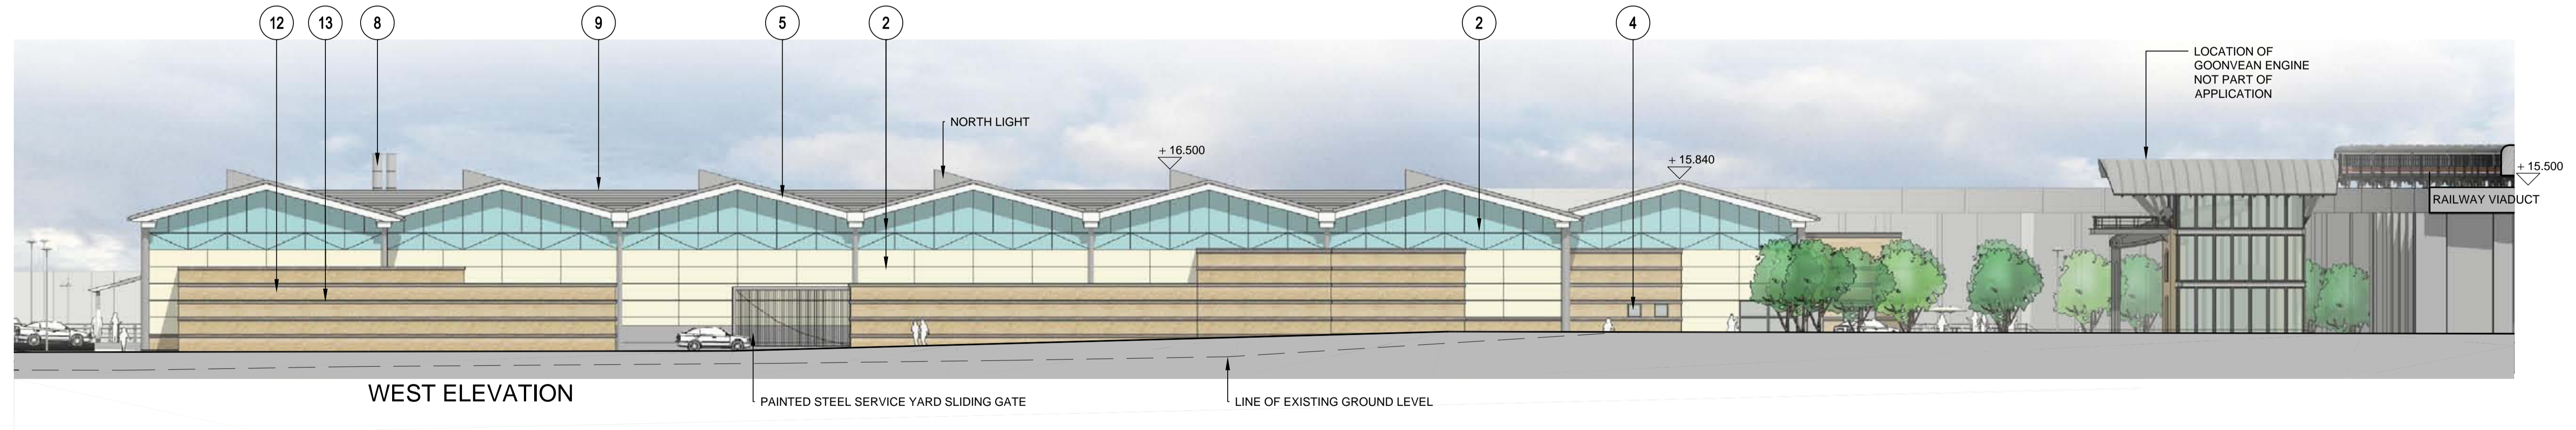 12 13 8 9 5 2 2 4
LOCATION OF
GOONVEAN ENGINE
NOT PART OF
APPLICATION
NORTH LIGHT
+ 16.500
+ 15.840
+ 15.500
RAILWAY VIADUCT
WEST ELEVATION
PAINTED STEEL SERVICE YARD SLIDING GATE
LINE OF EXISTING GROUND LEVEL